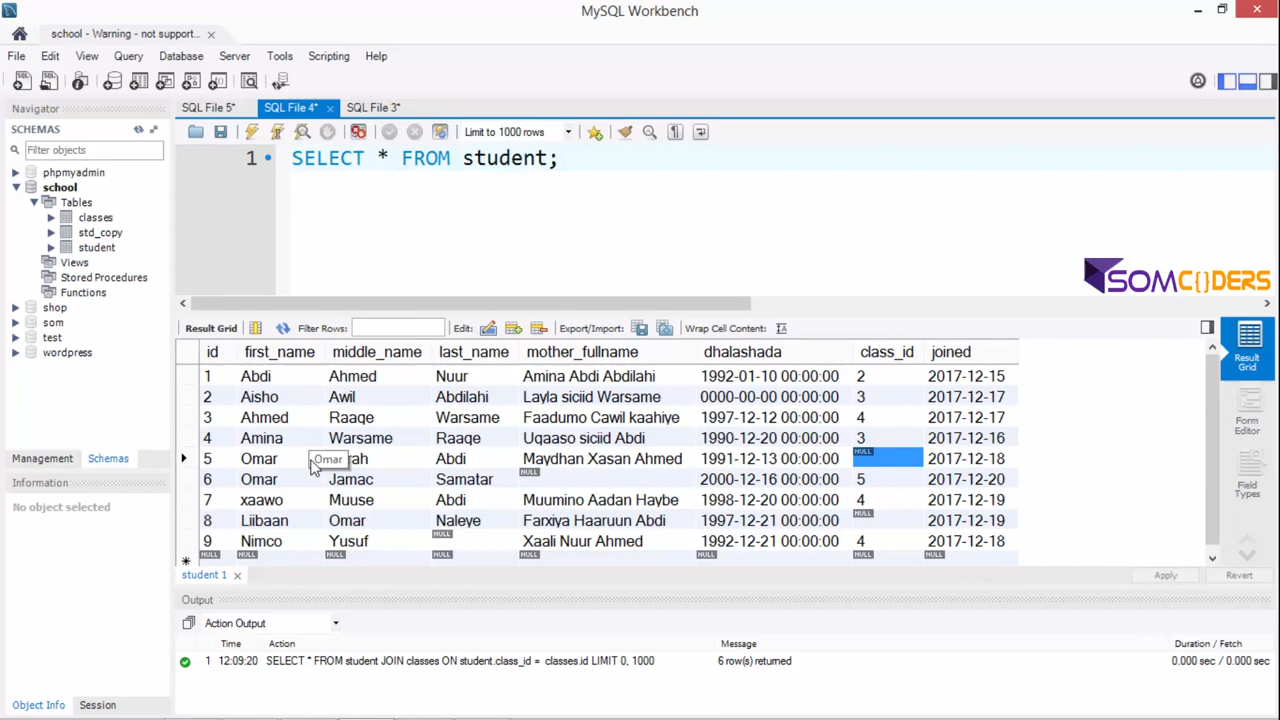 MySQL Workbench
school - Warning - not support...
File Edit View Query Database Server Tools Scripting Help
Navigator
SCHEMAS
Filter objects
phpmyadmin
school
Tables
classes
std_copy
student
Views
Stored Procedures
Functions
shop
som
test
wordpress
Management Schemas
Information
No object selected
Object Info Session
SQL File 5* SQL File 4* SQL File 3*
Limit to 1000 rows
1 SELECT * FROM student;
SOMC{}DERS
Result Grid Filter Rows: Edit: Export/Import: Wrap Cell Content:
id first_name middle_name last_name mother_fullname dhalashada class_id joined
1 Abdi Ahmed Nuur Amina Abdi Abdilahi 1992-01-10 00:00:00 2 2017-12-15
2 Aisho Awil Abdilahi Layla siciid Warsame 0000-00-00 00:00:00 3 2017-12-17
3 Ahmed Raage Warsame Faadumo Cawil kaahiye 1997-12-12 00:00:00 4 2017-12-18
4 Amina Warsame Raage Ugaaso siciid Abdi 1990-12-20 00:00:00 3 2017-12-16
5 Omar Omar rah Abdi Maydhan Xasan Ahmed 1991-12-13 00:00:00 NULL 2017-12-18
6 Omar Jamac Samatar NULL 2000-12-16 00:00:00 5 2017-12-20
7 xaawo Muuse Abdi Muumino Aadan Haybe 1998-12-20 00:00:00 4 2017-12-19
8 Liibaan Omar Naleye Farxiya Haaruun Abdi 1997-12-21 00:00:00 NULL 2017-12-19
9 Nimco Yusuf NULL Xaali Nuur Ahmed 1992-12-21 00:00:00 4 2017-12-18
NULL NULL NULL NULL NULL NULL NULL NULL
Result Grid
Form Editor
Field Types
student 1 Apply Revert
Output
Action Output
Time Action Message Duration / Fetch
1 12:09:20 SELECT * FROM student JOIN classes ON student.class_id = classes.id LIMIT 0, 1000 6 row(s) returned 0.000 sec / 0.000 sec